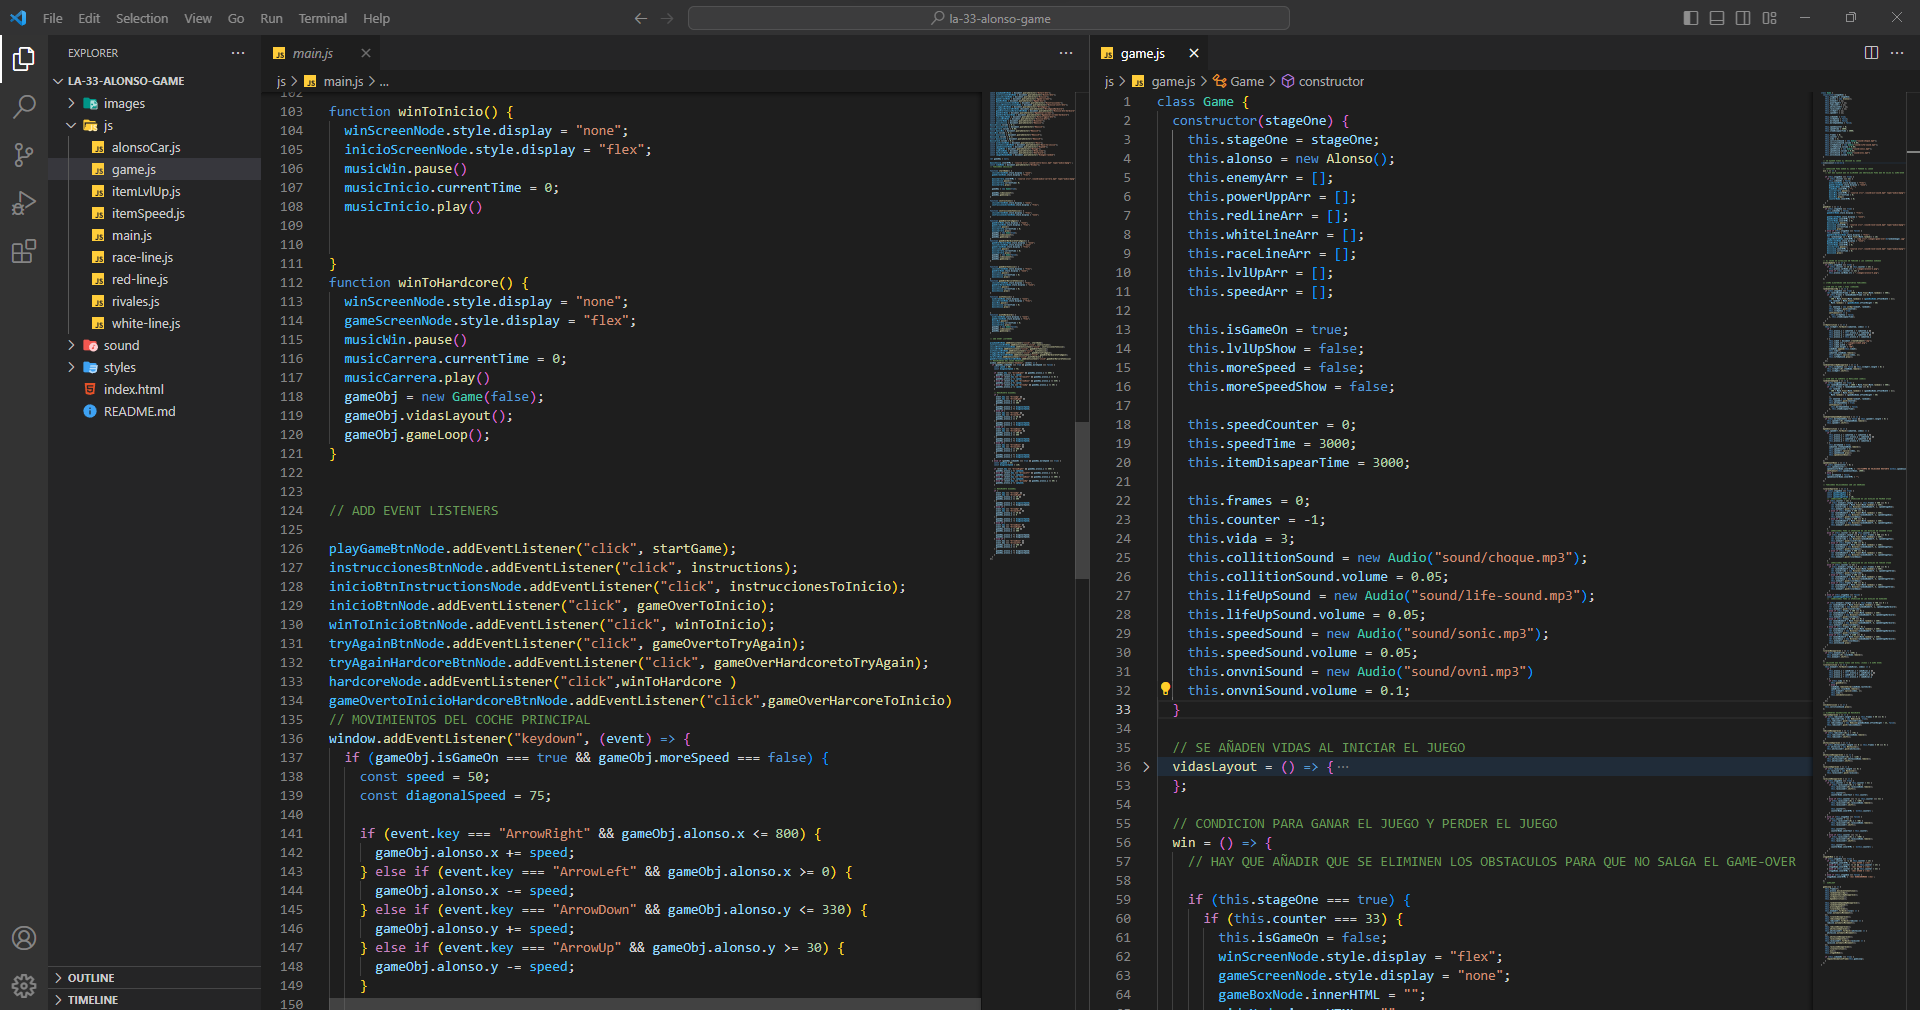 File Edit Selection View Go Run Terminal Help
la-33-alonso-game
EXPLORER
LA-33-ALONSO-GAME
images
js
alonsoCar.js
game.js
itemLvlUp.js
itemSpeed.js
main.js
race-line.js
red-line.js
rivales.js
white-line.js
sound
styles
index.html
README.md
OUTLINE
TIMELINE
main.js
js > main.js > ...
102
103 function winToInicio() {
104 winScreenNode.style.display = "none";
105 inicioScreenNode.style.display = "flex";
106 musicWin.pause()
107 musicInicio.currentTime = 0;
108 musicInicio.play()
109
110
111 }
112 function winToHardcore() {
113 winScreenNode.style.display = "none";
114 gameScreenNode.style.display = "flex";
115 musicWin.pause()
116 musicCarrera.currentTime = 0;
117 musicCarrera.play()
118 gameObj = new Game(false);
119 gameObj.vidasLayout();
120 gameObj.gameLoop();
121 }
122
123
124 // ADD EVENT LISTENERS
125
126 playGameBtnNode.addEventListener("click", startGame);
127 instruccionesBtnNode.addEventListener("click", instructions);
128 inicioBtnInstructionsNode.addEventListener("click", instruccionesToInicio);
129 inicioBtnNode.addEventListener("click", gameOverToInicio);
130 winToInicioBtnNode.addEventListener("click", winToInicio);
131 tryAgainBtnNode.addEventListener("click", gameOvertoTryAgain);
132 tryAgainHardcoreBtnNode.addEventListener("click", gameOverHardcoretoTryAgain);
133 hardcoreNode.addEventListener("click",winToHardcore )
134 gameOvertoInicioHardcoreBtnNode.addEventListener("click",gameOverHarcoreToInicio)
135 // MOVIMIENTOS DEL COCHE PRINCIPAL
136 window.addEventListener("keydown", (event) => {
137 if (gameObj.isGameOn === true && gameObj.moreSpeed === false) {
138 const speed = 50;
139 const diagonalSpeed = 75;
140
141 if (event.key === "ArrowRight" && gameObj.alonso.x <= 800) {
142 gameObj.alonso.x += speed;
143 } else if (event.key === "ArrowLeft" && gameObj.alonso.x >= 0) {
144 gameObj.alonso.x -= speed;
145 } else if (event.key === "ArrowDown" && gameObj.alonso.y <= 330) {
146 gameObj.alonso.y += speed;
147 } else if (event.key === "ArrowUp" && gameObj.alonso.y >= 30) {
148 gameObj.alonso.y -= speed;
149 }
150
game.js
js > game.js > Game > constructor
1 class Game {
2 constructor(stageOne) {
3 this.stageOne = stageOne;
4 this.alonso = new Alonso();
5 this.enemyArr = [];
6 this.powerUppArr = [];
7 this.redLineArr = [];
8 this.whiteLineArr = [];
9 this.raceLineArr = [];
10 this.lvlUpArr = [];
11 this.speedArr = [];
12
13 this.isGameOn = true;
14 this.lvlUpShow = false;
15 this.moreSpeed = false;
16 this.moreSpeedShow = false;
17
18 this.speedCounter = 0;
19 this.speedTime = 3000;
20 this.itemDisapearTime = 3000;
21
22 this.frames = 0;
23 this.counter = -1;
24 this.vida = 3;
25 this.collitionSound = new Audio("sound/choque.mp3");
26 this.collitionSound.volume = 0.05;
27 this.lifeUpSound = new Audio("sound/life-sound.mp3");
28 this.lifeUpSound.volume = 0.05;
29 this.speedSound = new Audio("sound/sonic.mp3");
30 this.speedSound.volume = 0.05;
31 this.onvniSound = new Audio("sound/ovni.mp3")
32 this.onvniSound.volume = 0.1;
33 }
34
35 // SE AÑADEN VIDAS AL INICIAR EL JUEGO
36 vidasLayout = () => {···
53 };
54
55 // CONDICION PARA GANAR EL JUEGO Y PERDER EL JUEGO
56 win = () => {
57 // HAY QUE AÑADIR QUE SE ELIMINEN LOS OBSTACULOS PARA QUE NO SALGA EL GAME-OVER
58
59 if (this.stageOne === true) {
60 if (this.counter === 33) {
61 this.isGameOn = false;
62 winScreenNode.style.display = "flex";
63 gameScreenNode.style.display = "none";
64 gameBoxNode.innerHTML = "";